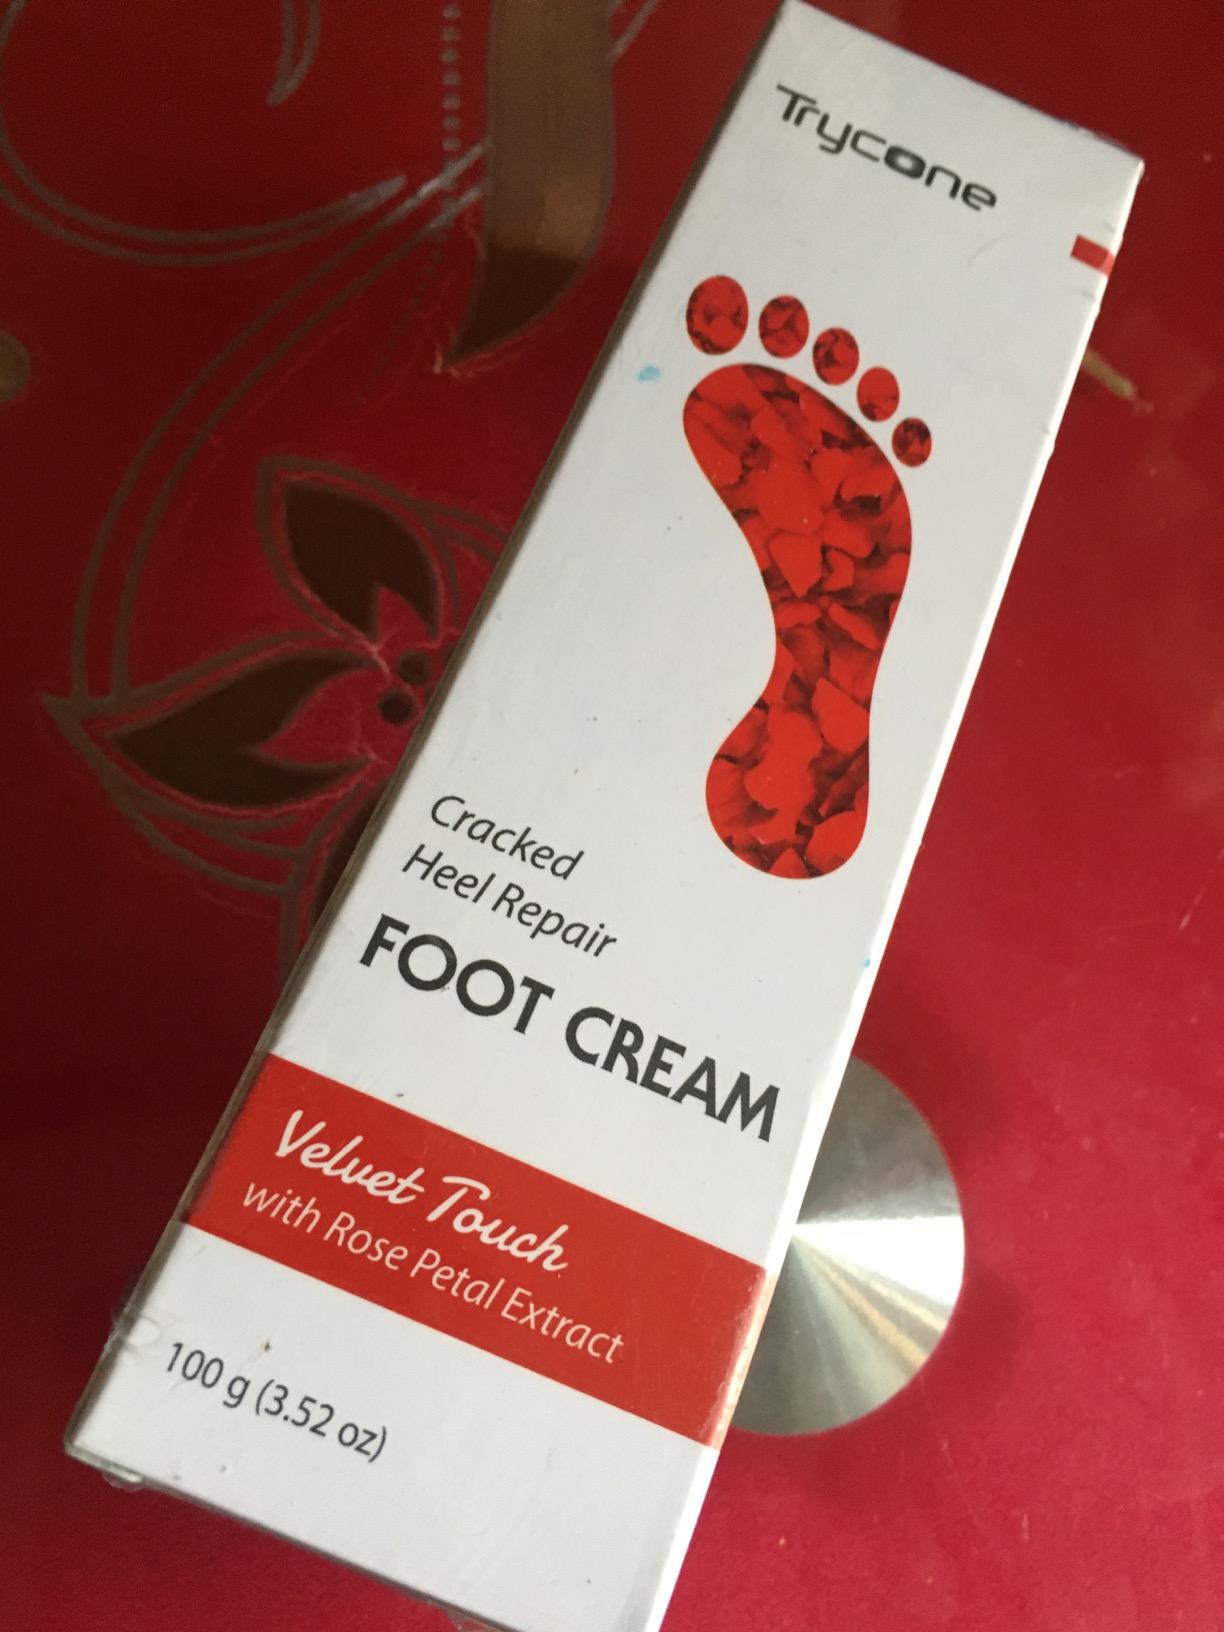 Trycone
Cracked
Heel Repair
FOOT CREAM
Velvet Touch
with Rose Petal Extract
100 g (3.52 oz)